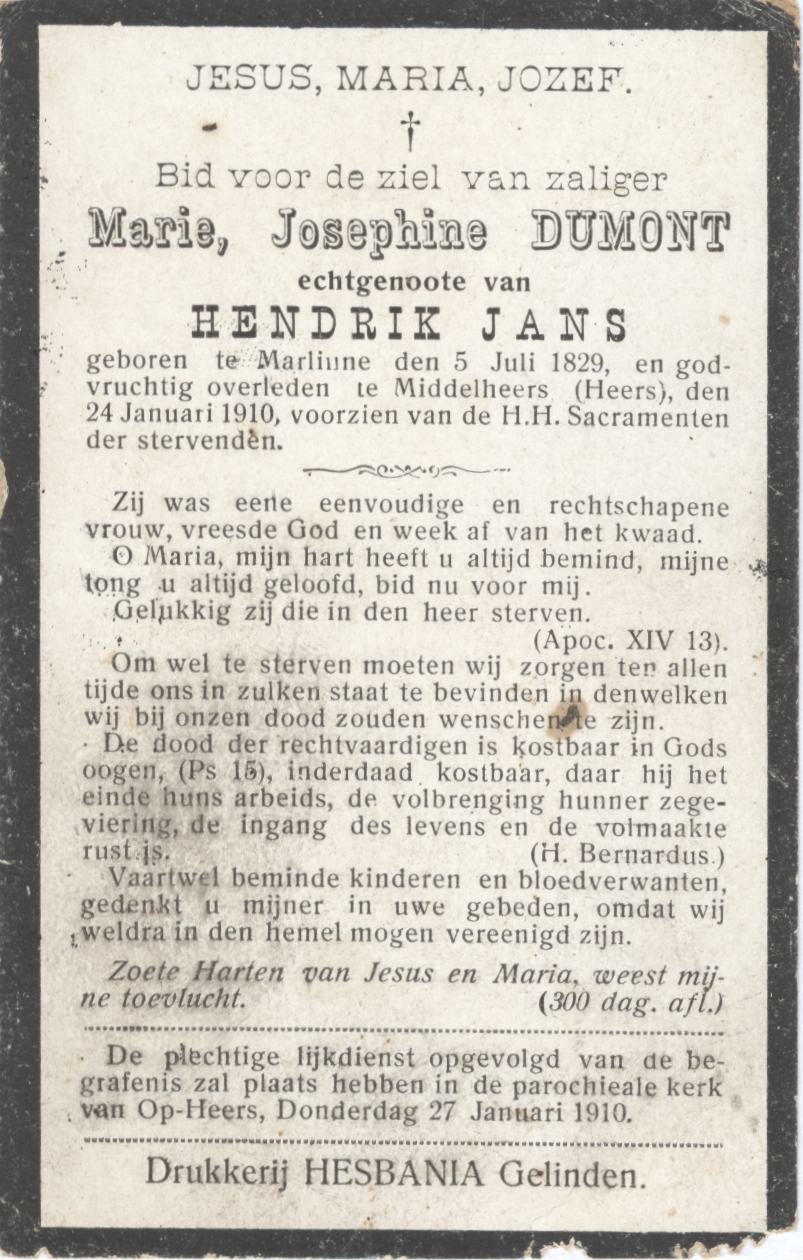 JESUS, MARIA, JOZEF.
†
Bid voor de ziel van zaliger
Marie, Josephine DUMONT
echtgenoote van
HENDRIK JANS
geboren te Marlinne den 5 Juli 1829, en god-
vruchtig overleden te Middelheers (Heers), den
24 Januari 1910, voorzien van de H.H. Sacramenten
der stervenden.
Zij was eene eenvoudige en rechtschapene
vrouw, vreesde God en week af van het kwaad.
O Maria, mijn hart heeft u altijd bemind, mijne
tong u altijd geloofd, bid nu voor mij.
Gelukkig zij die in den heer sterven.
(Apoc. XIV 13).
Om wel te sterven moeten wij zorgen ten allen
tijde ons in zulken staat te bevinden in denwelken
wij bij onzen dood zouden wenschen te zijn.
De dood der rechtvaardigen is kostbaar in Gods
oogen, (Ps 15), inderdaad kostbaar, daar hij het
einde huns arbeids, de volbrenging hunner zege-
viering, de ingang des levens en de volmaakte
rust is. (H. Bernardus.)
Vaartwel beminde kinderen en bloedverwanten,
gedenkt u mijner in uwe gebeden, omdat wij
weldra in den hemel mogen vereenigd zijn.
Zoete Harten van Jesus en Maria, weest mij-
ne toevlucht. (300 dag. afl.)
De plechtige lijkdienst opgevolgd van de be-
grafenis zal plaats hebben in de parochieale kerk
van Op-Heers, Donderdag 27 Januari 1910.
Drukkerij HESBANIA Gelinden.